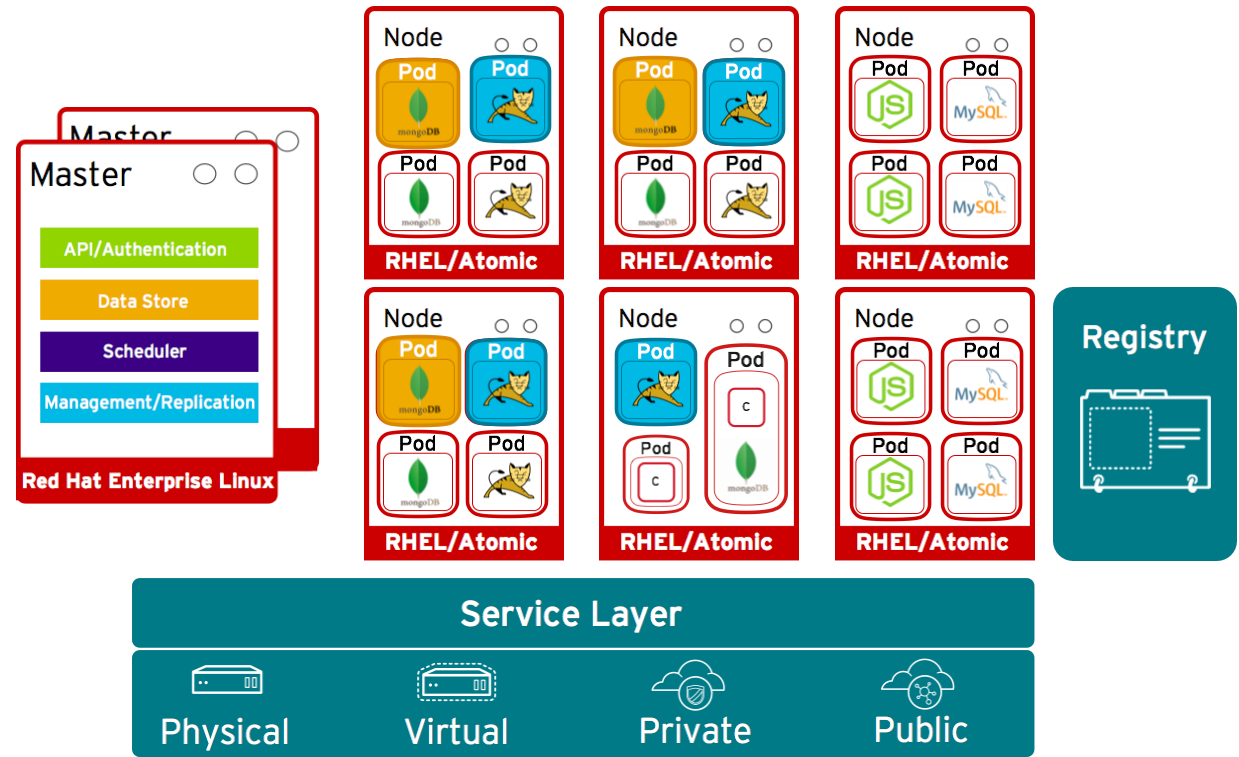 Master
Master
API/Authentication
Data Store
Scheduler
Management/Replication
Red Hat Enterprise Linux
Node
Pod
mongoDB
Pod
Pod
mongoDB
Pod
RHEL/Atomic
Node
Pod
mongoDB
Pod
Pod
mongoDB
Pod
RHEL/Atomic
Node
Pod
JS
Pod
MySQL
Pod
JS
Pod
MySQL
RHEL/Atomic
Node
Pod
mongoDB
Pod
Pod
mongoDB
Pod
RHEL/Atomic
Node
Pod
Pod
C
mongoDB
Pod
C
RHEL/Atomic
Node
Pod
JS
Pod
MySQL
Pod
JS
Pod
MySQL
RHEL/Atomic
Registry
Service Layer
Physical
Virtual
Private
Public